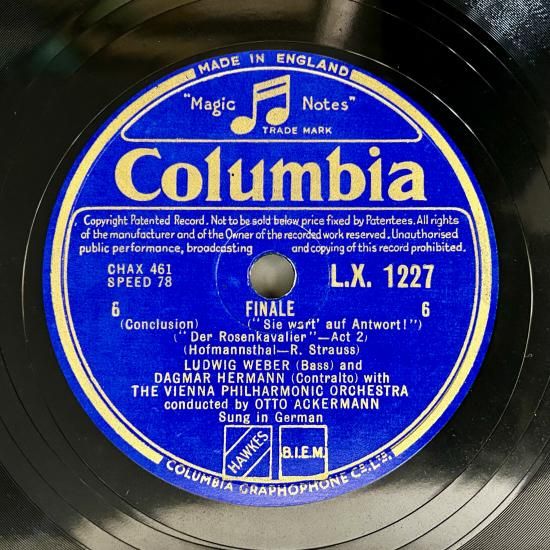 MADE IN ENGLAND
"Magic Notes"
TRADE MARK
Columbia
Copyright Patented Record. Not to be sold below price fixed by Patentees. All rights
of the manufacturer and of the Owner of the recorded work reserved. Unauthorised
public performance, broadcasting and copying of this record prohibited.
CHAX 461
SPEED 78
L.X. 1227
6 FINALE 6
(Conclusion) ("Sie wart' auf Antwort!")
("Der Rosenkavalier"—Act 2)
(Hofmannsthal—R. Strauss)
LUDWIG WEBER (Bass) and
DAGMAR HERMANN (Contralto) with
THE VIENNA PHILHARMONIC ORCHESTRA
conducted by OTTO ACKERMANN
Sung in German
HAWKES
B.I.E.M.
COLUMBIA GRAPHOPHONE CO. LTD.